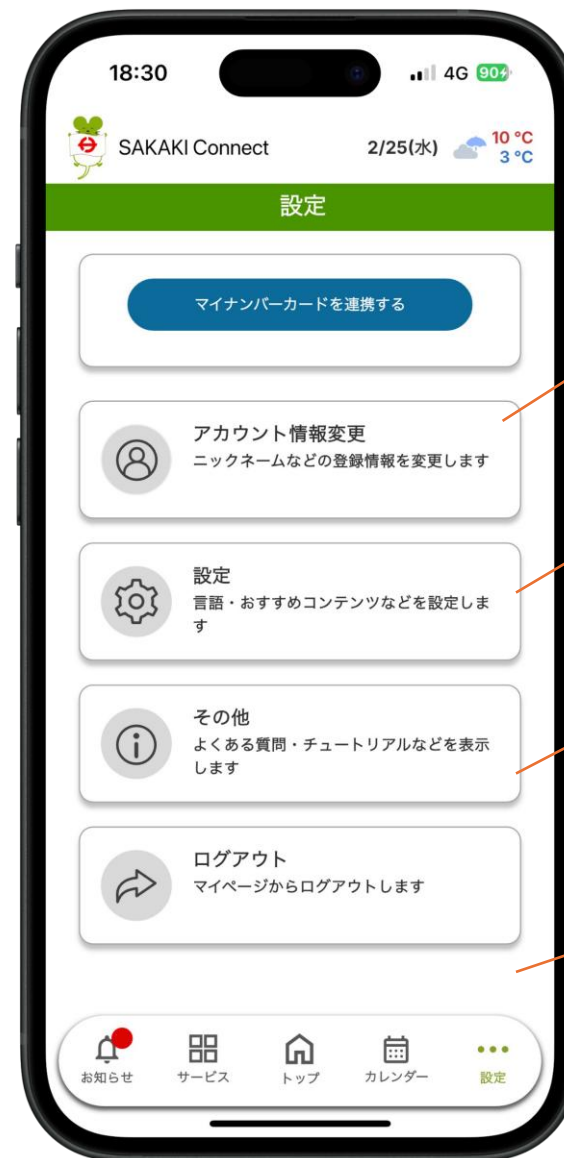 18:30
4G 90
SAKAKI Connect
2/25(水)
10 °C
3 °C
設定
マイナンバーカードを連携する
アカウント情報変更
ニックネームなどの登録情報を変更します
設定
言語・おすすめコンテンツなどを設定しま
す
その他
よくある質問・チュートリアルなどを表示
します
ログアウト
マイページからログアウトします
お知らせ
サービス
トップ
カレンダー
設定